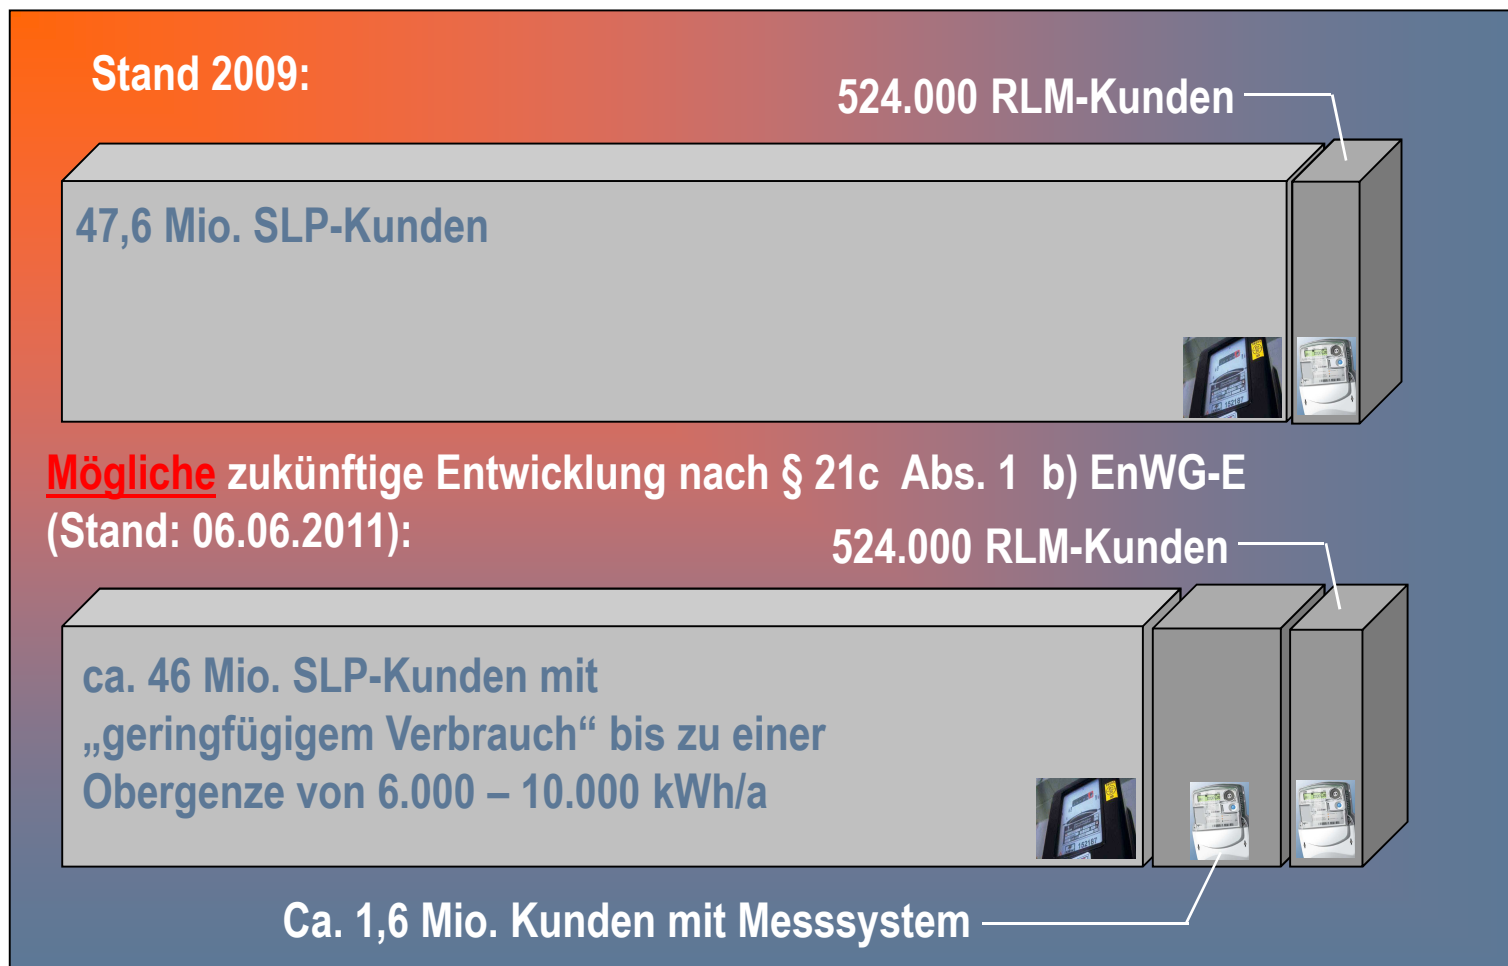 Stand 2009:
524.000 RLM-Kunden
47,6 Mio. SLP-Kunden
162187
Mögliche zukünftige Entwicklung nach § 21c Abs. 1 b) EnWG-E
(Stand: 06.06.2011):
524.000 RLM-Kunden
ca. 46 Mio. SLP-Kunden mit
„geringfügigem Verbrauch“ bis zu einer
Obergenze von 6.000 – 10.000 kWh/a
162187
Ca. 1,6 Mio. Kunden mit Messsystem